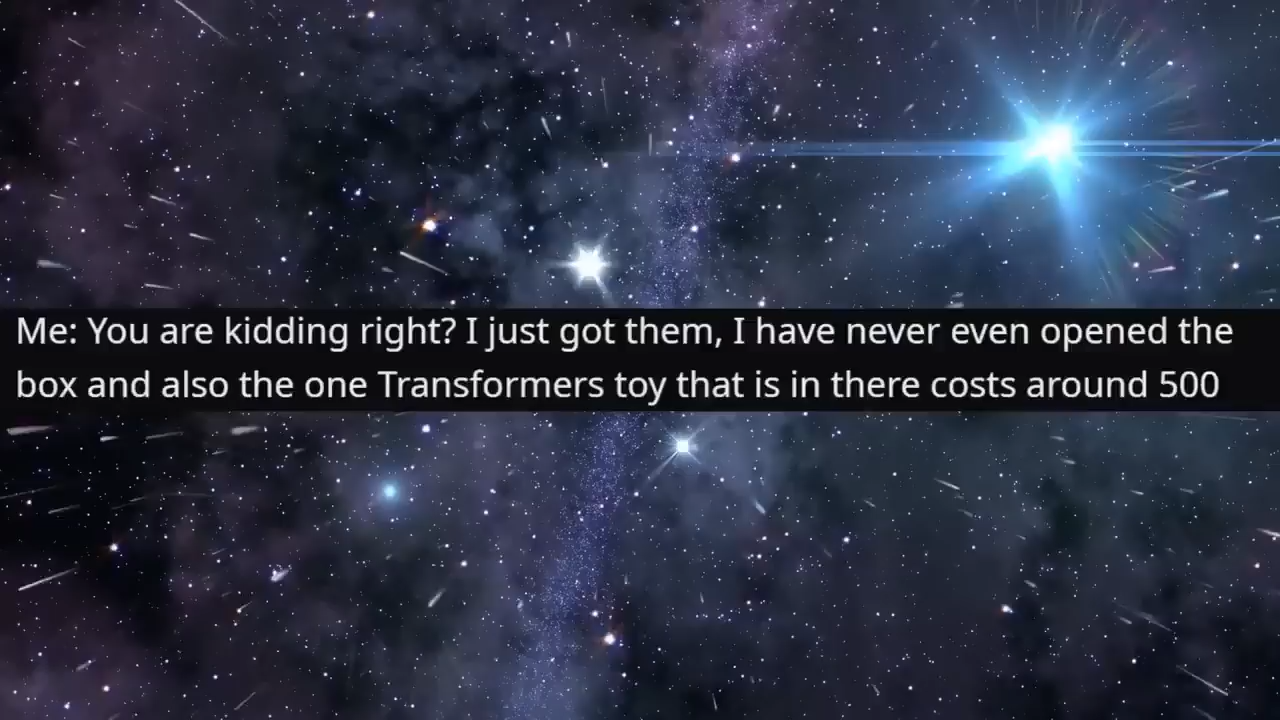 Me: You are kidding right? I just got them, I have never even opened the
box and also the one Transformers toy that is in there costs around 500